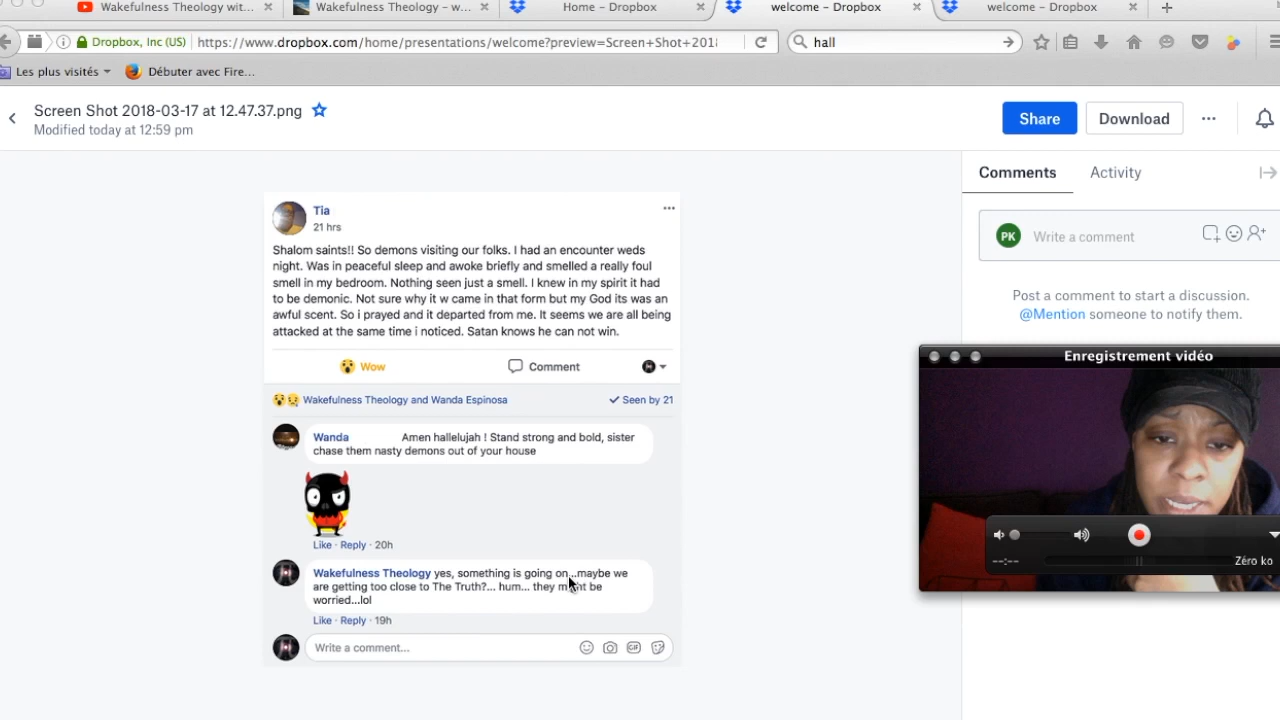 Wakefulness Theology wit...
Wakefulness Theology - w...
Home - Dropbox
welcome - Dropbox
welcome - Dropbox
Dropbox, Inc (US)
https://www.dropbox.com/home/presentations/welcome?preview=Screen+Shot+201
hall
Les plus visités
Débuter avec Fire...
Screen Shot 2018-03-17 at 12.47.37.png
Modified today at 12:59 pm
Share
Download
Comments
Activity
PK
Write a comment
Post a comment to start a discussion.
@Mention someone to notify them.
Tia
21 hrs
Shalom saints!! So demons visiting our folks. I had an encounter weds
night. Was in peaceful sleep and awoke briefly and smelled a really foul
smell in my bedroom. Nothing seen just a smell. I knew in my spirit it had
to be demonic. Not sure why it w came in that form but my God its was an
awful scent. So i prayed and it departed from me. It seems we are all being
attacked at the same time i noticed. Satan knows he can not win.
Wow
Comment
Wakefulness Theology and Wanda Espinosa
Seen by 21
Wanda Amen hallelujah ! Stand strong and bold, sister
chase them nasty demons out of your house
Like · Reply · 20h
Wakefulness Theology yes, something is going on...maybe we
are getting too close to The Truth?... hum... they might be
worried...lol
Like · Reply · 19h
Write a comment...
GIF
Enregistrement vidéo
--:--
Zéro ko